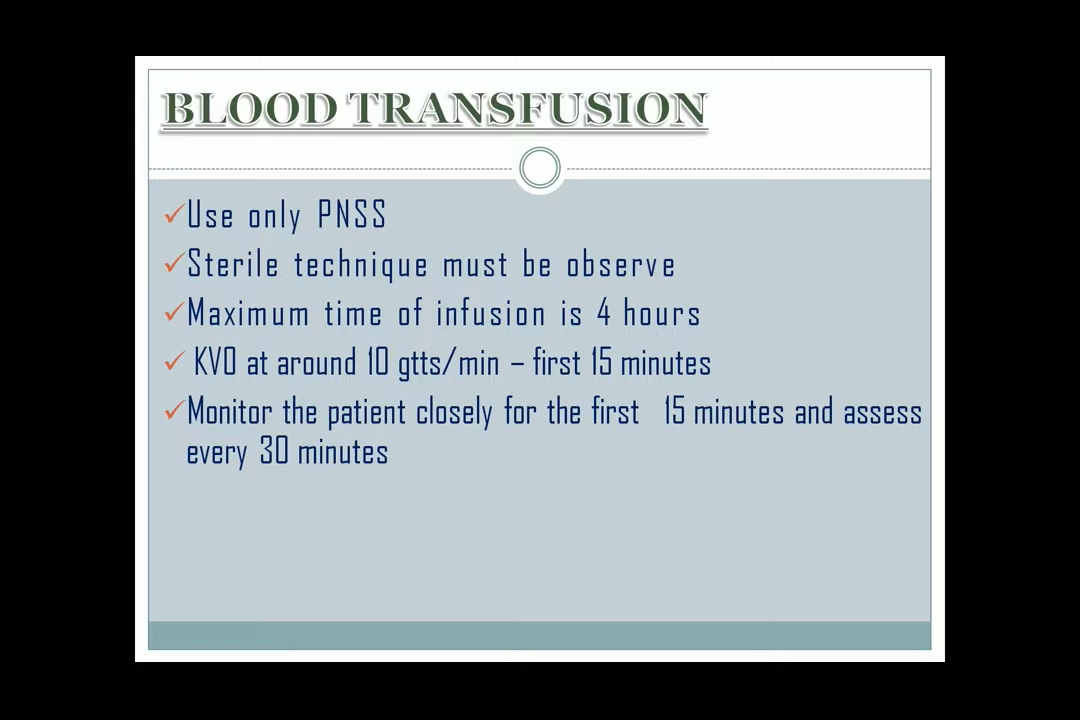 BLOOD TRANSFUSION
Use only PNSS
Sterile technique must be observe
Maximum time of infusion is 4 hours
KVO at around 10 gtts/min – first 15 minutes
Monitor the patient closely for the first 15 minutes and assess
every 30 minutes